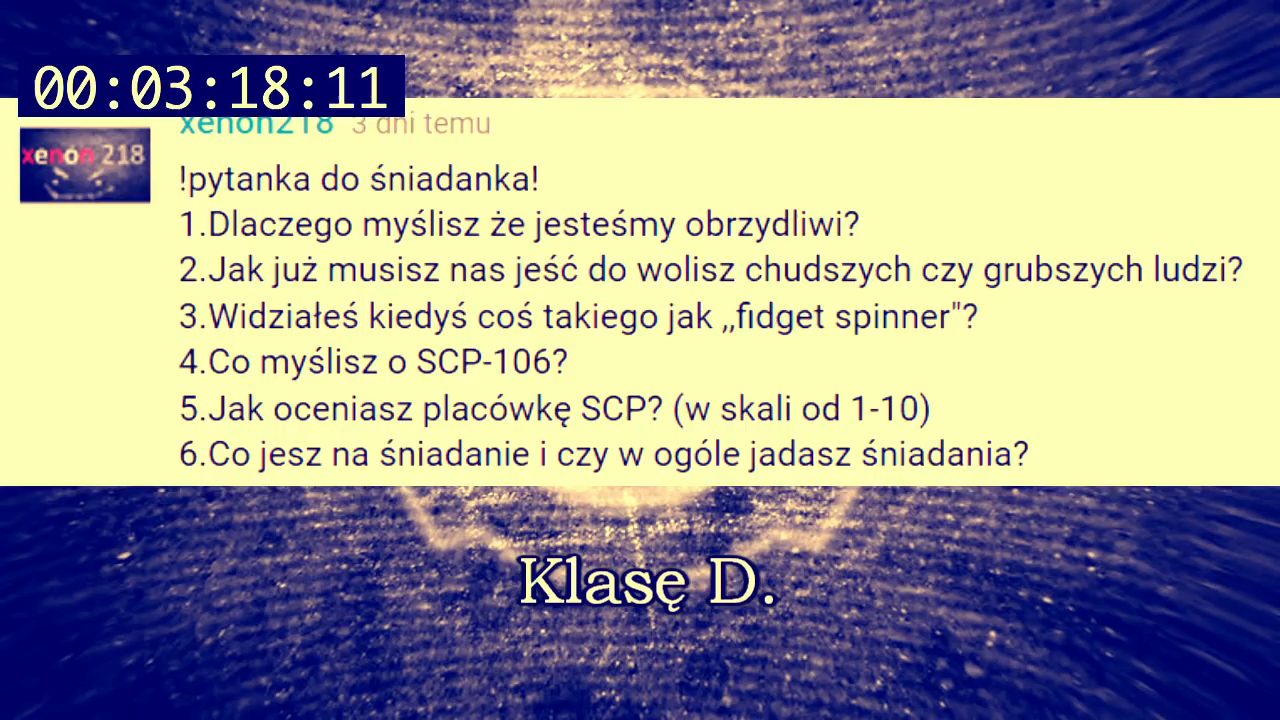 00:03:18:11
xenon218 3 dni temu
xenon 218
!pytanka do śniadanka!
1.Dlaczego myślisz że jesteśmy obrzydliwi?
2.Jak już musisz nas jeść do wolisz chudszych czy grubszych ludzi?
3.Widziałeś kiedyś coś takiego jak ,,fidget spinner"?
4.Co myślisz o SCP-106?
5.Jak oceniasz placówkę SCP? (w skali od 1-10)
6.Co jesz na śniadanie i czy w ogóle jadasz śniadania?
Klasę D.